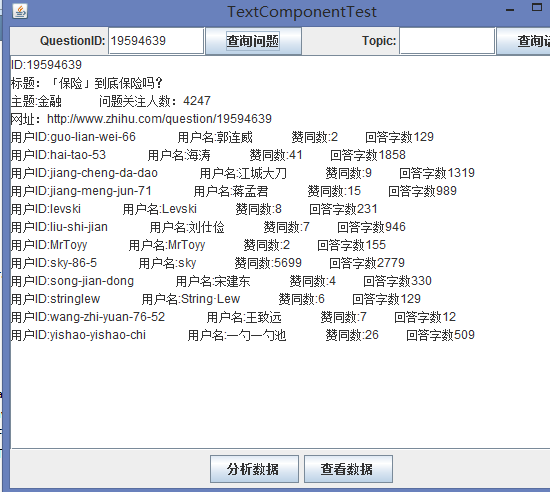 TextComponentTest
QuestionID: 19594639 查询问题 Topic:
ID:19594639
标题：「保险」到底保险吗?
主题:金融 问题关注人数：4247
网址：http://www.zhihu.com/question/19594639
用户ID:guo-lian-wei-66 用户名:郭连威 赞同数:2 回答字数129
用户ID:hai-tao-53 用户名:海涛 赞同数:41 回答字数1858
用户ID:jiang-cheng-da-dao 用户名:江城大刀 赞同数:9 回答字数1319
用户ID:jiang-meng-jun-71 用户名:蒋孟君 赞同数:15 回答字数989
用户ID:levski 用户名:Levski 赞同数:8 回答字数231
用户ID:liu-shi-jian 用户名:刘仕俭 赞同数:7 回答字数946
用户ID:MrToyy 用户名:MrToyy 赞同数:2 回答字数155
用户ID:sky-86-5 用户名:sky 赞同数:5699 回答字数2779
用户ID:song-jian-dong 用户名:宋建东 赞同数:4 回答字数330
用户ID:stringlew 用户名:String·Lew 赞同数:6 回答字数129
用户ID:wang-zhi-yuan-76-52 用户名:王致远 赞同数:7 回答字数12
用户ID:yishao-yishao-chi 用户名:一勺一勺池 赞同数:26 回答字数509
分析数据 查看数据